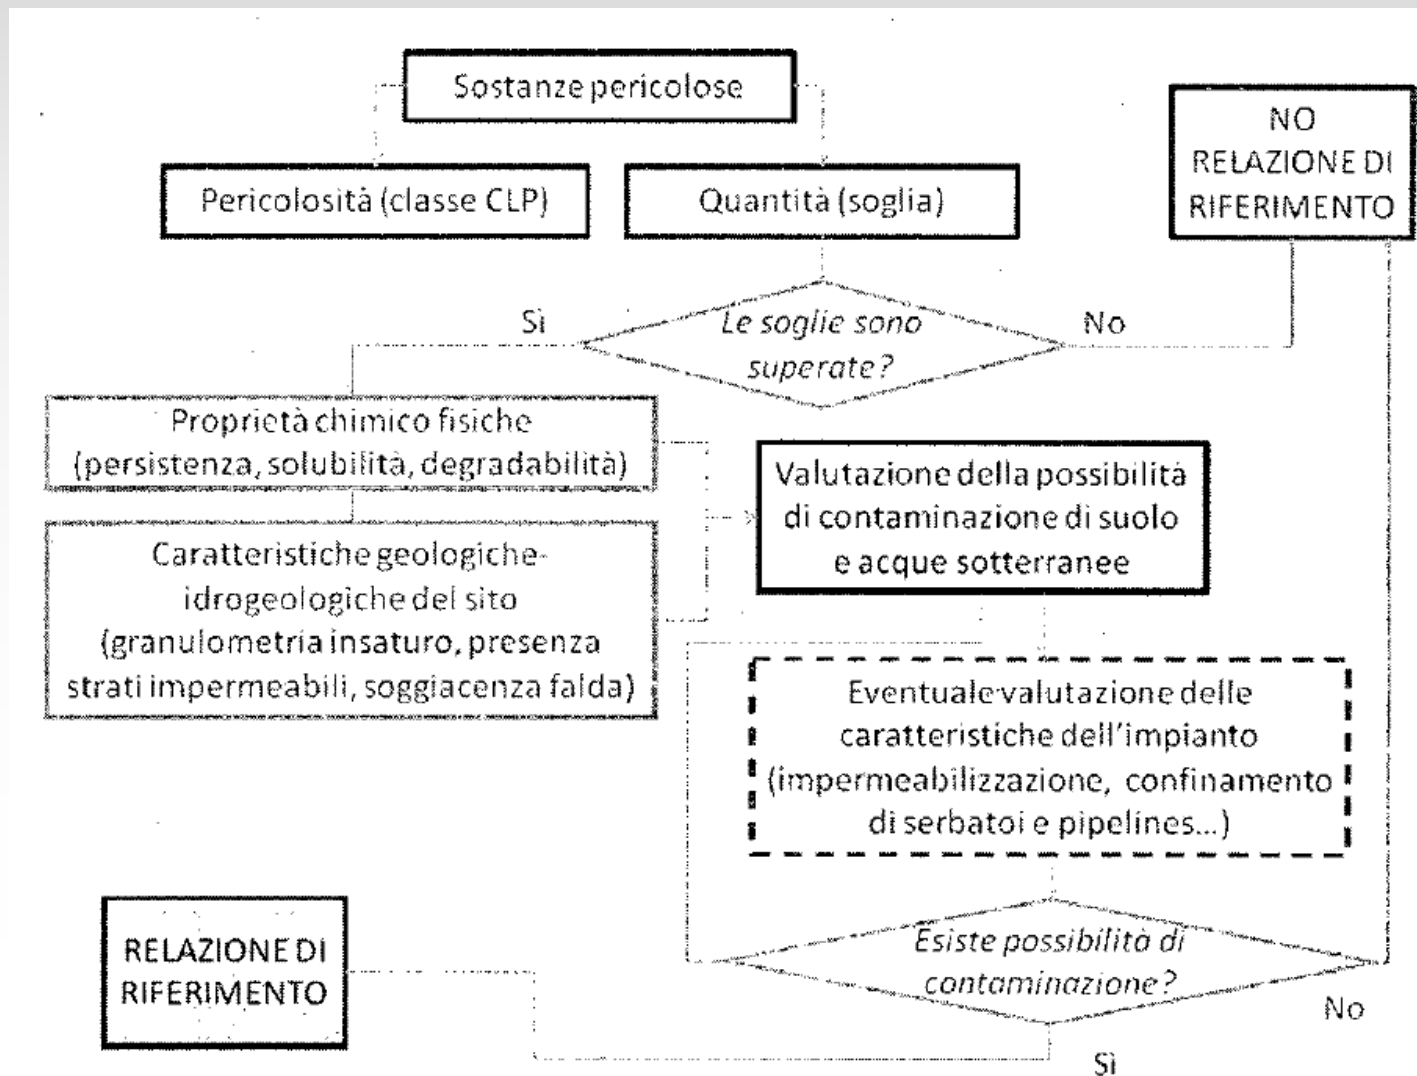 Sostanze pericolose
NO
RELAZIONE DI
RIFERIMENTO
Pericolosità (classe CLP)
Quantità (soglia)
Sì
Le soglie sono
superate?
No
Proprietà chimico fisiche
(persistenza, solubilità, degradabilità)
Valutazione della possibilità
di contaminazione di suolo
e acque sotterranee
Caratteristiche geologiche-
idrogeologiche del sito
(granulometria insaturo, presenza
strati impermeabili, soggiacenza falda)
Eventuale valutazione delle
caratteristiche dell'impianto
(impermeabilizzazione, confinamento
di serbatoi e pipelines...)
RELAZIONE DI
RIFERIMENTO
Esiste possibilità di
contaminazione?
No
Sì